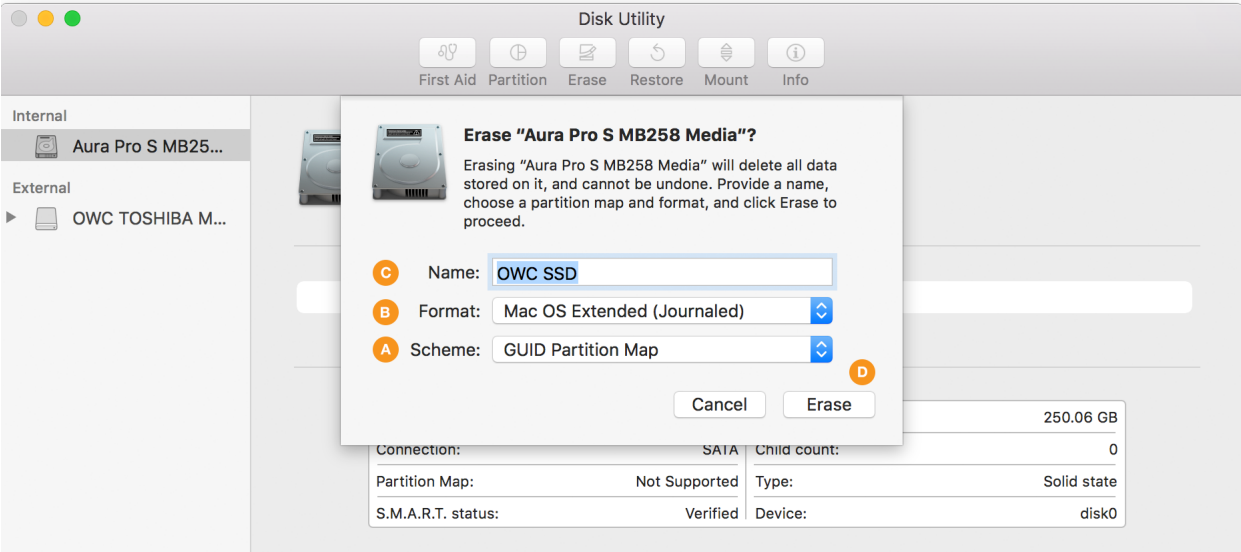 Disk Utility
First Aid Partition Erase Restore Mount Info
Internal
Aura Pro S MB25...
External
OWC TOSHIBA M...
Erase “Aura Pro S MB258 Media”?
Erasing “Aura Pro S MB258 Media” will delete all data
stored on it, and cannot be undone. Provide a name,
choose a partition map and format, and click Erase to
proceed.
C Name: OWC SSD
B Format: Mac OS Extended (Journaled)
A Scheme: GUID Partition Map
D
Cancel Erase
250.06 GB
Connection: SATA Child count: 0
Partition Map: Not Supported Type: Solid state
S.M.A.R.T. status: Verified Device: disk0